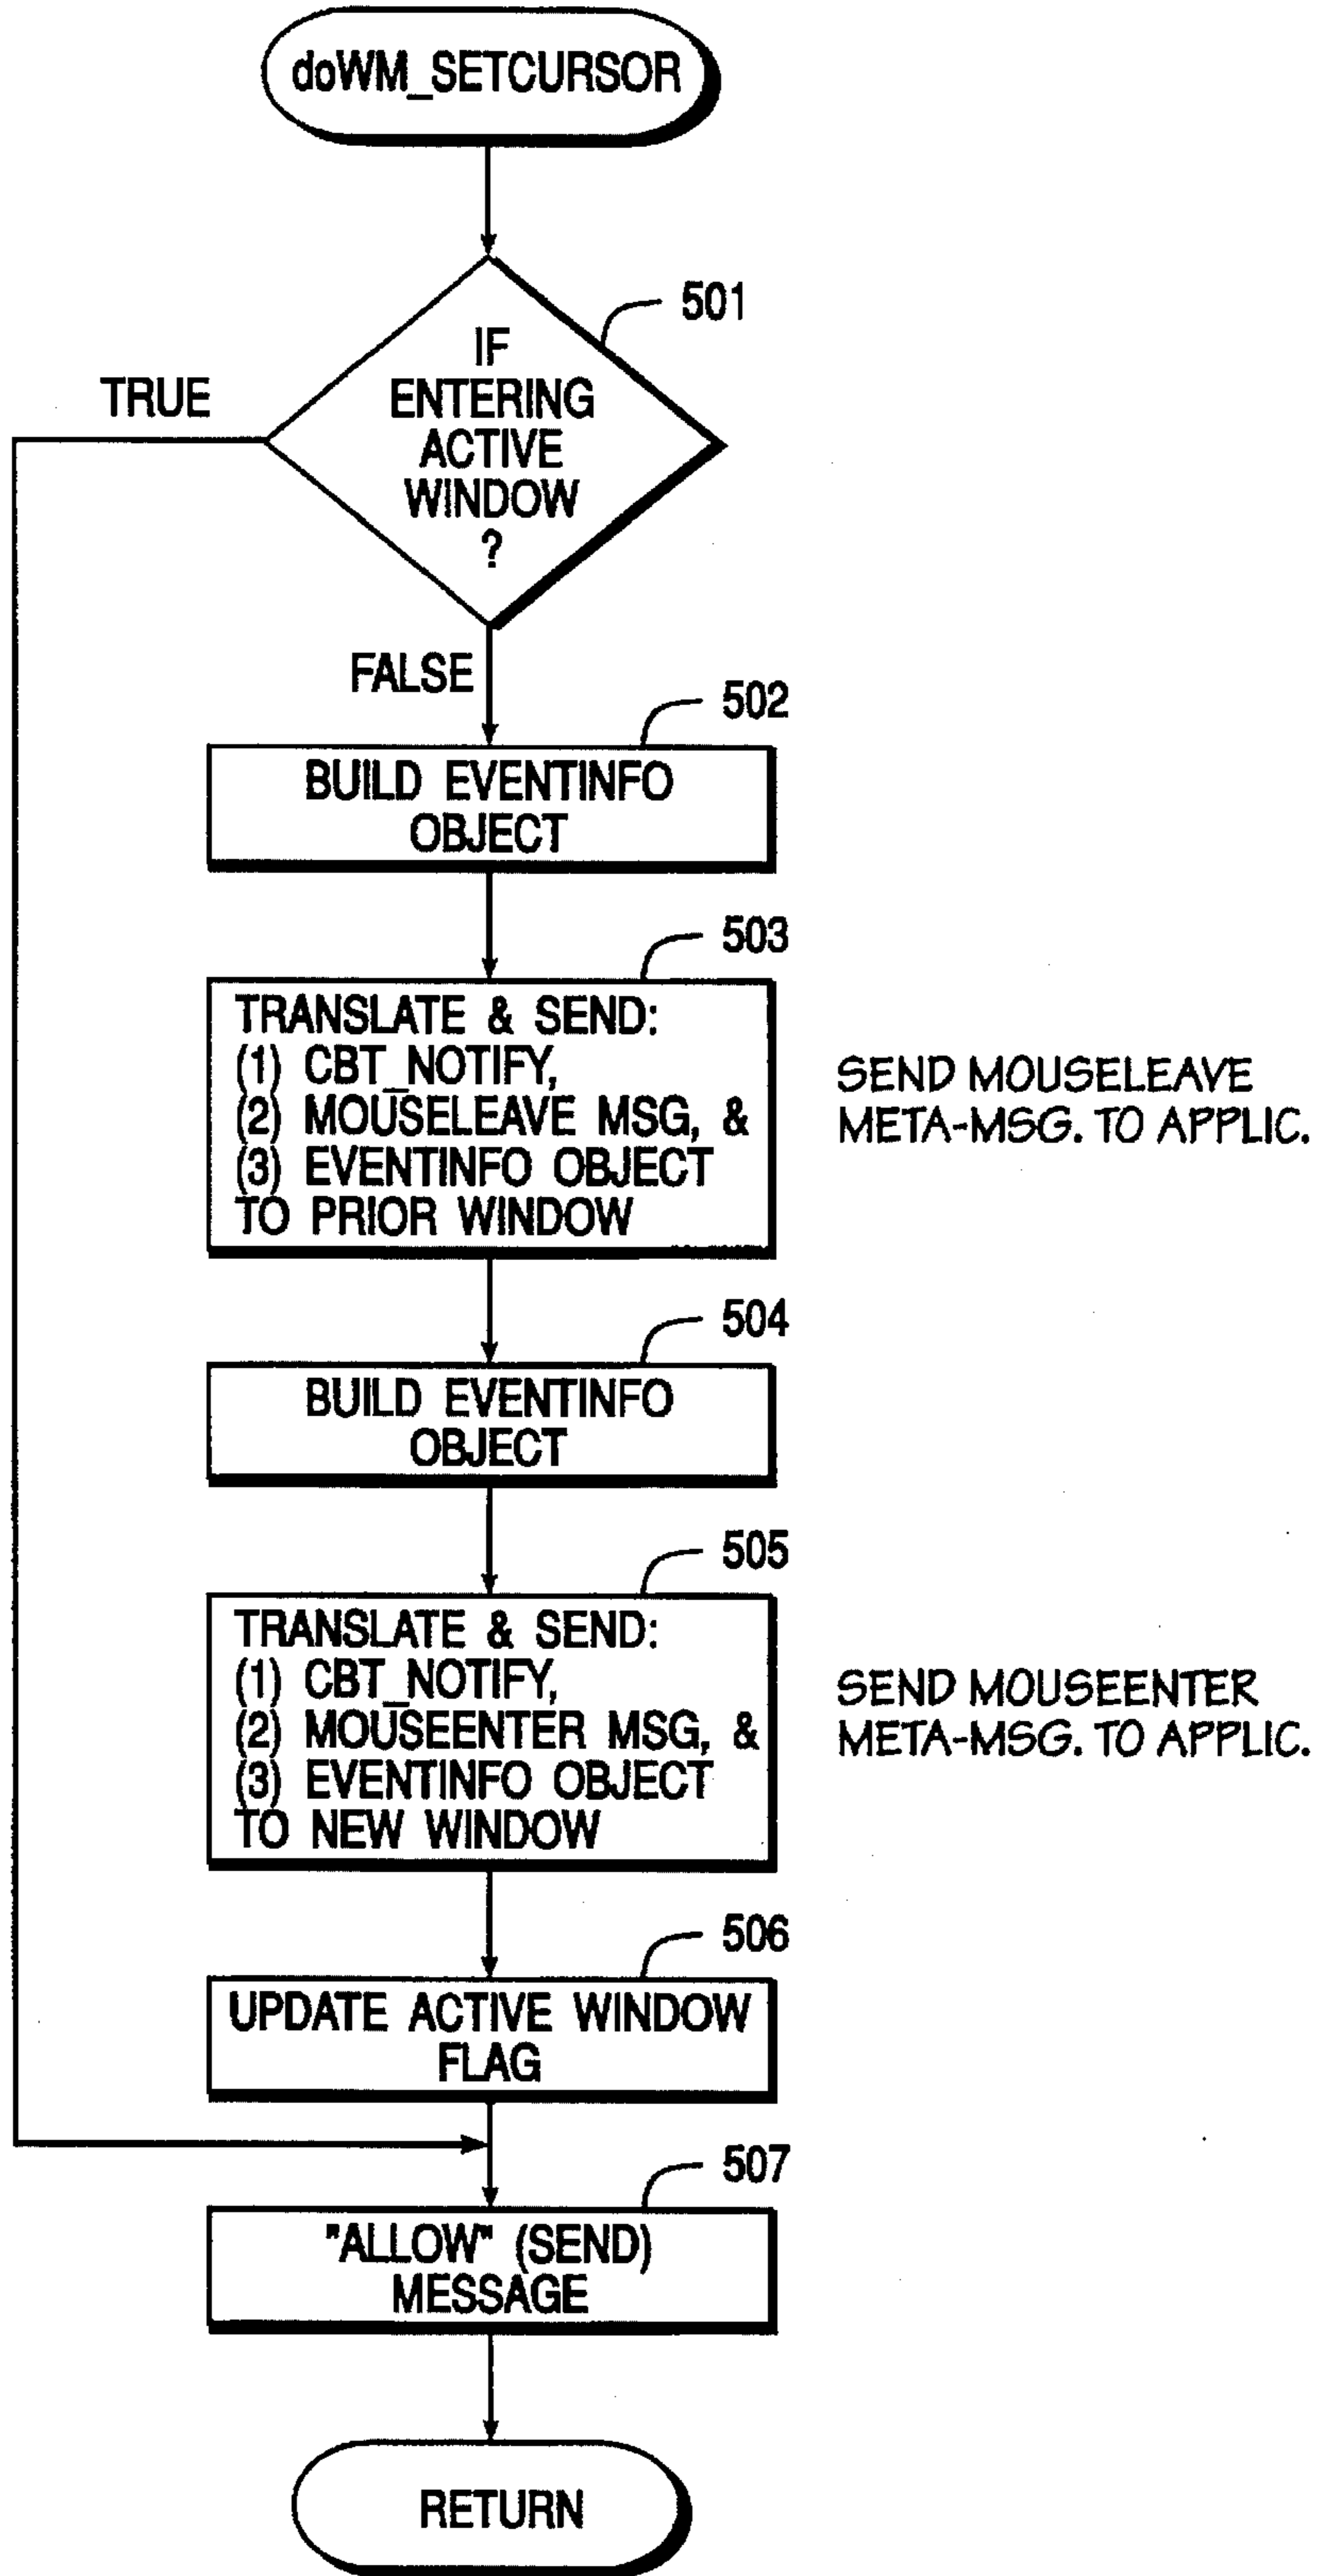 doWM_SETCURSOR
501
IF
ENTERING
ACTIVE
WINDOW
?
TRUE
FALSE
502
BUILD EVENTINFO
OBJECT
503
TRANSLATE & SEND:
(1) CBT_NOTIFY,
(2) MOUSELEAVE MSG, &
(3) EVENTINFO OBJECT
TO PRIOR WINDOW
SEND MOUSELEAVE
META-MSG. TO APPLIC.
504
BUILD EVENTINFO
OBJECT
505
TRANSLATE & SEND:
(1) CBT_NOTIFY,
(2) MOUSEENTER MSG, &
(3) EVENTINFO OBJECT
TO NEW WINDOW
SEND MOUSEENTER
META-MSG. TO APPLIC.
506
UPDATE ACTIVE WINDOW
FLAG
507
"ALLOW" (SEND)
MESSAGE
RETURN